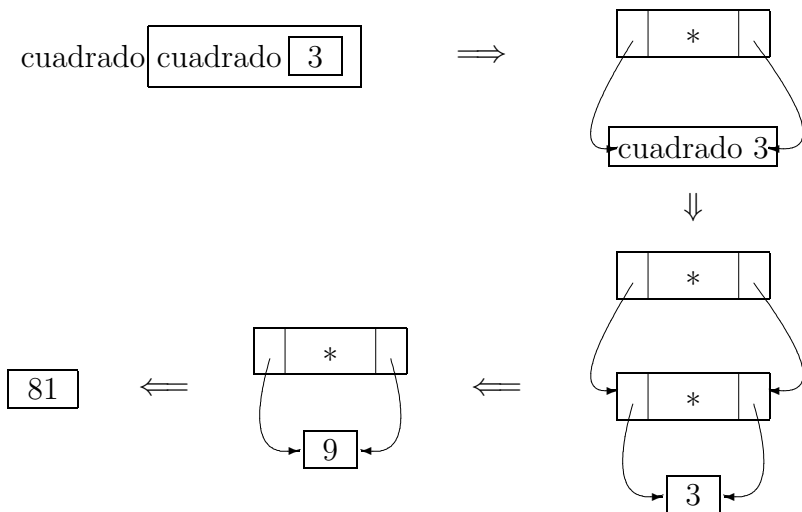 cuadrado cuadrado 3 ⟹ *
cuadrado 3
⇓
*
81 ⟸ * ⟸ *
9
3